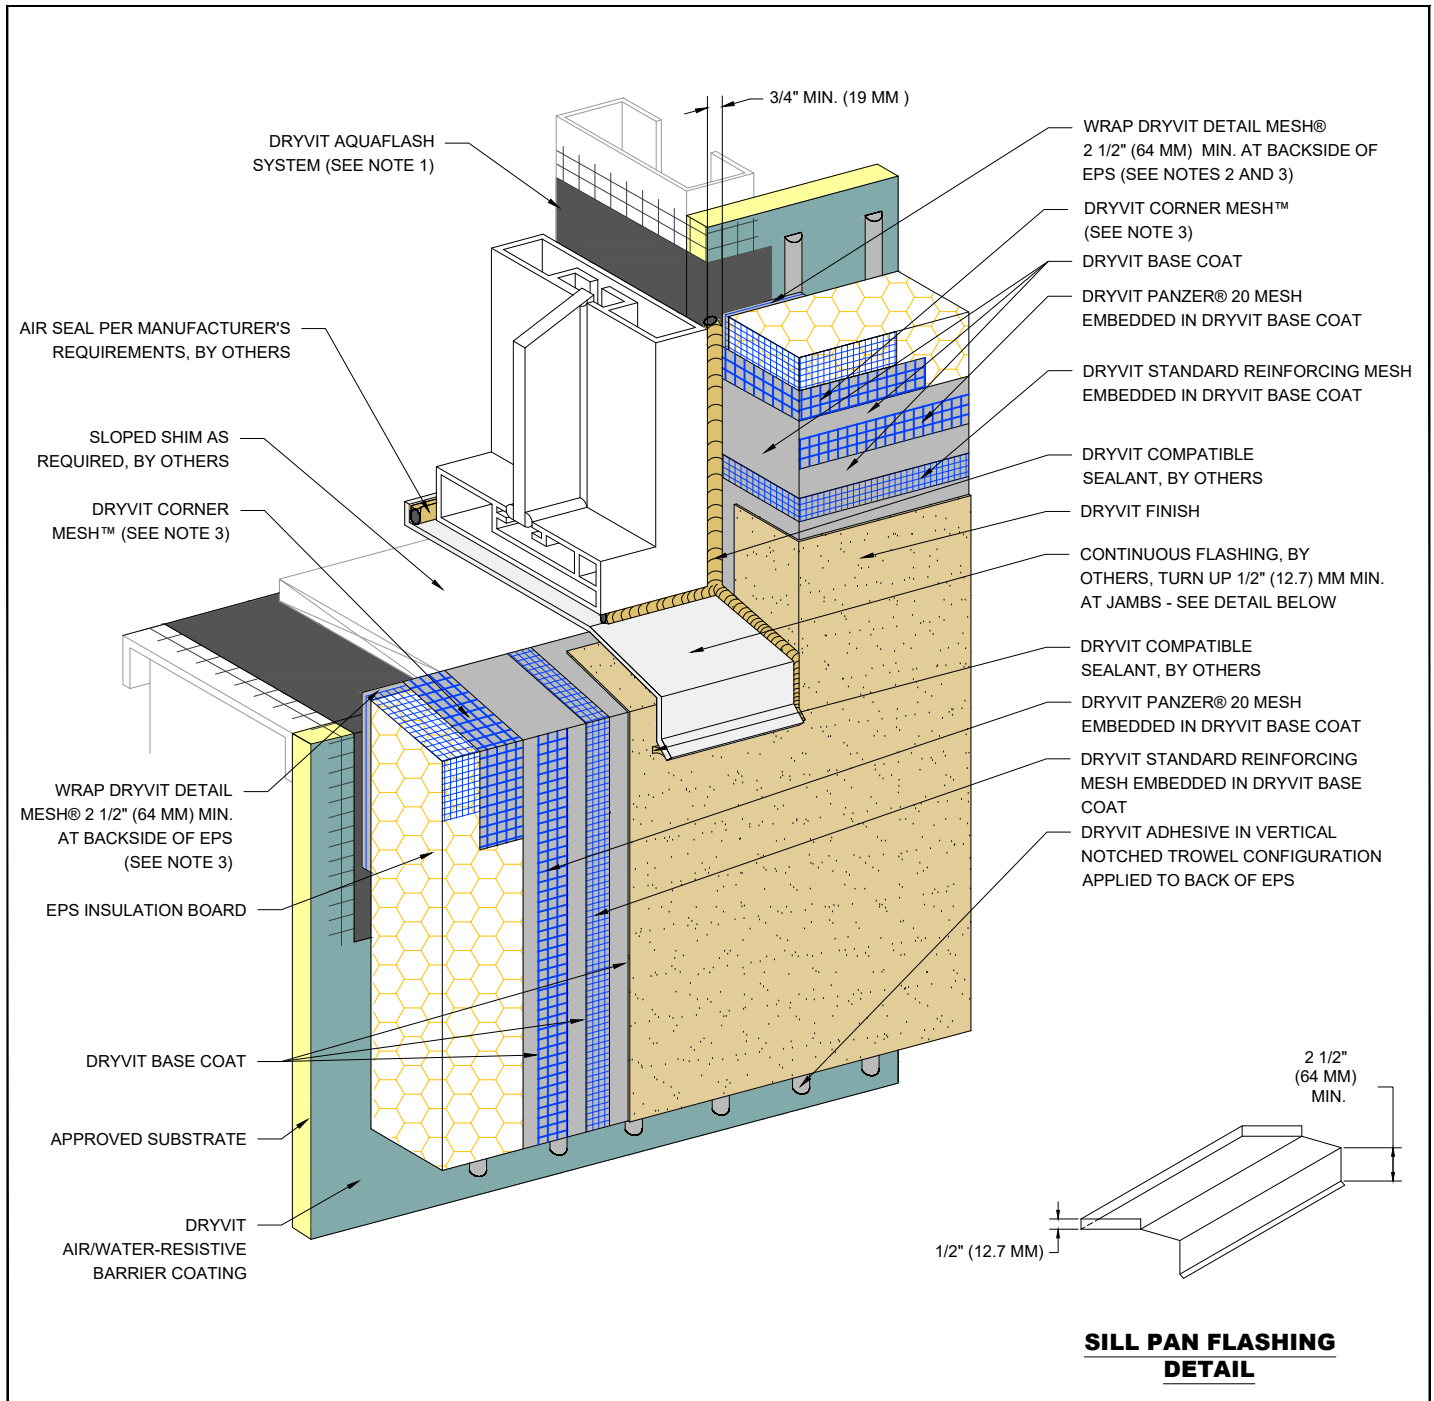 3/4" MIN. (19 MM )
DRYVIT AQUAFLASH
SYSTEM (SEE NOTE 1)
AIR SEAL PER MANUFACTURER'S
REQUIREMENTS, BY OTHERS
SLOPED SHIM AS
REQUIRED, BY OTHERS
DRYVIT CORNER
MESH™ (SEE NOTE 3)
WRAP DRYVIT DETAIL
MESH® 2 1/2" (64 MM) MIN.
AT BACKSIDE OF EPS
(SEE NOTE 3)
EPS INSULATION BOARD
DRYVIT BASE COAT
APPROVED SUBSTRATE
DRYVIT
AIR/WATER-RESISTIVE
BARRIER COATING
WRAP DRYVIT DETAIL MESH®
2 1/2" (64 MM) MIN. AT BACKSIDE OF
EPS (SEE NOTES 2 AND 3)
DRYVIT CORNER MESH™
(SEE NOTE 3)
DRYVIT BASE COAT
DRYVIT PANZER® 20 MESH
EMBEDDED IN DRYVIT BASE COAT
DRYVIT STANDARD REINFORCING MESH
EMBEDDED IN DRYVIT BASE COAT
DRYVIT COMPATIBLE
SEALANT, BY OTHERS
DRYVIT FINISH
CONTINUOUS FLASHING, BY
OTHERS, TURN UP 1/2" (12.7) MM MIN.
AT JAMBS - SEE DETAIL BELOW
DRYVIT COMPATIBLE
SEALANT, BY OTHERS
DRYVIT PANZER® 20 MESH
EMBEDDED IN DRYVIT BASE COAT
DRYVIT STANDARD REINFORCING
MESH EMBEDDED IN DRYVIT BASE
COAT
DRYVIT ADHESIVE IN VERTICAL
NOTCHED TROWEL CONFIGURATION
APPLIED TO BACK OF EPS
2 1/2"
(64 MM)
MIN.
1/2" (12.7 MM)
SILL PAN FLASHING
DETAIL